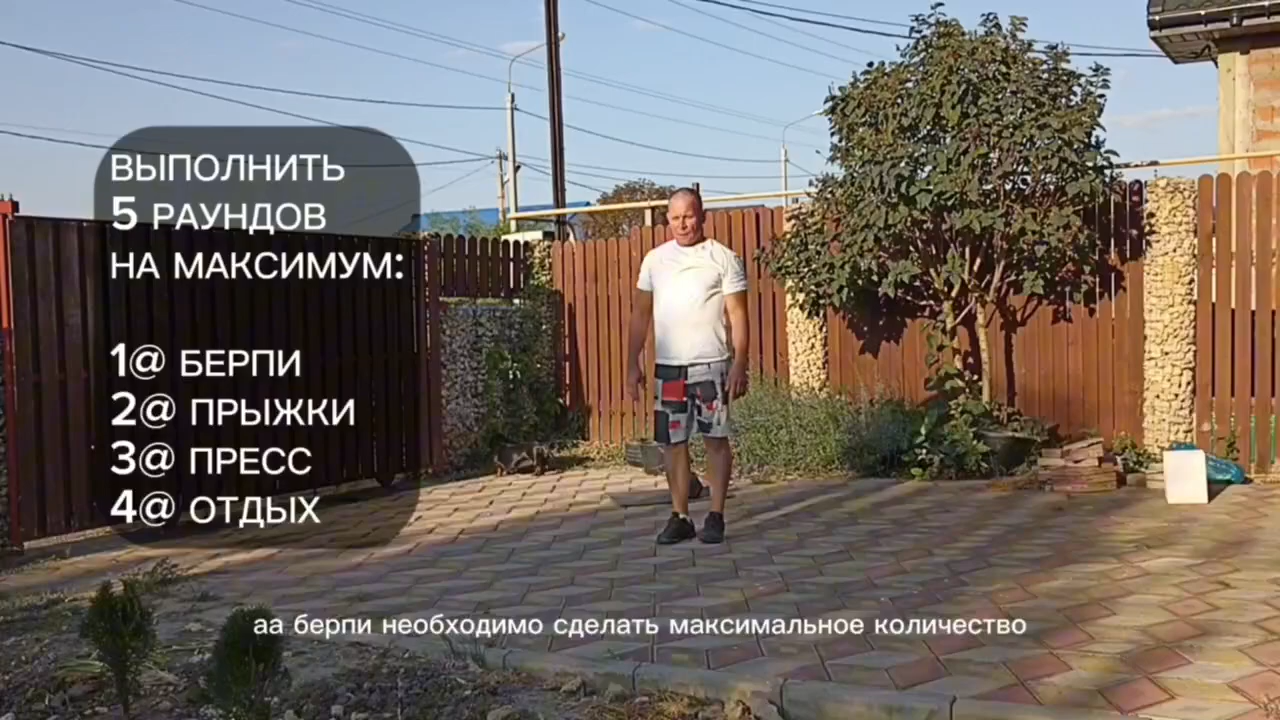 ВЫПОЛНИТЬ
5 РАУНДОВ
НА МАКСИМУМ:
1@ БЕРПИ
2@ ПРЫЖКИ
3@ ПРЕСС
4@ ОТДЫХ
аа берпи необходимо сделать максимальное количество